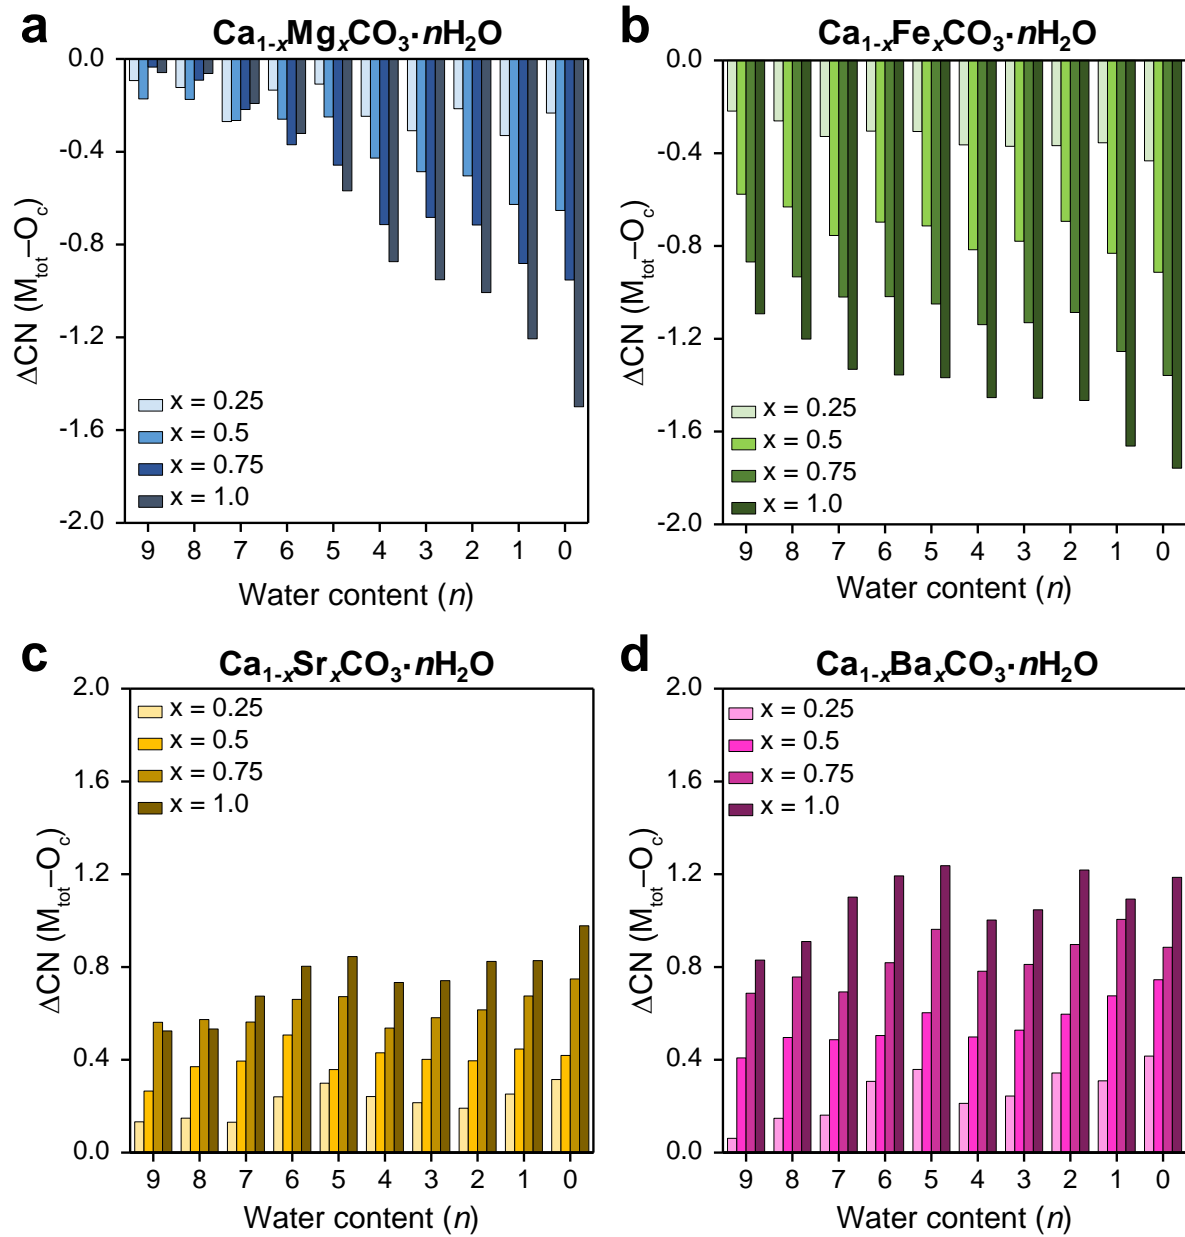 a
Ca₁₋ₓMgₓCO₃·nH₂O
0.0
-0.4
-0.8
-1.2
-1.6
-2.0
ΔCN (Mₜₒₜ–O꜀)
x = 0.25
x = 0.5
x = 0.75
x = 1.0
9 8 7 6 5 4 3 2 1 0
Water content (n)
b
Ca₁₋ₓFeₓCO₃·nH₂O
0.0
-0.4
-0.8
-1.2
-1.6
-2.0
ΔCN (Mₜₒₜ–O꜀)
x = 0.25
x = 0.5
x = 0.75
x = 1.0
9 8 7 6 5 4 3 2 1 0
Water content (n)
c
Ca₁₋ₓSrₓCO₃·nH₂O
2.0
1.6
1.2
0.8
0.4
0.0
ΔCN (Mₜₒₜ–O꜀)
x = 0.25
x = 0.5
x = 0.75
x = 1.0
9 8 7 6 5 4 3 2 1 0
Water content (n)
d
Ca₁₋ₓBaₓCO₃·nH₂O
2.0
1.6
1.2
0.8
0.4
0.0
ΔCN (Mₜₒₜ–O꜀)
x = 0.25
x = 0.5
x = 0.75
x = 1.0
9 8 7 6 5 4 3 2 1 0
Water content (n)